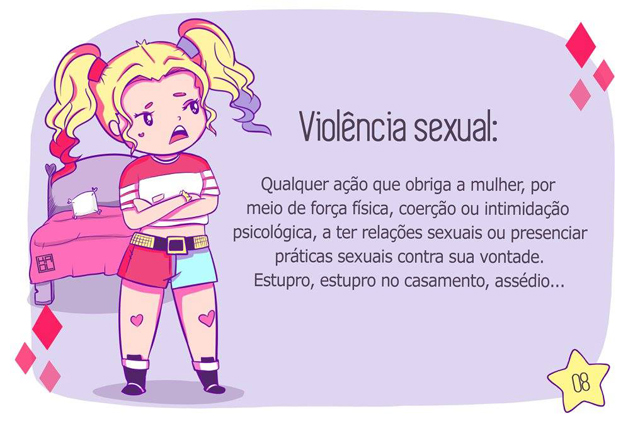 Violência sexual:
Qualquer ação que obriga a mulher, por
meio de força física, coerção ou intimidação
psicológica, a ter relações sexuais ou presenciar
práticas sexuais contra sua vontade.
Estupro, estupro no casamento, assédio...
08